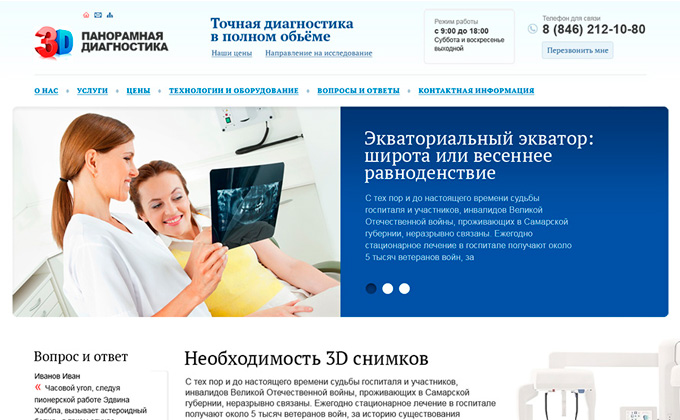 3D ПАНОРАМНАЯ
ДИАГНОСТИКА
Точная диагностика
в полном объёме
Наши цены Направление на исследование
Режим работы
с 9:00 до 18:00
Суббота и воскресенье
выходной
Телефон для связи
8 (846) 212-10-80
Перезвонить мне
О НАС УСЛУГИ ЦЕНЫ ТЕХНОЛОГИИ И ОБОРУДОВАНИЕ ВОПРОСЫ И ОТВЕТЫ КОНТАКТНАЯ ИНФОРМАЦИЯ
Экваториальный экватор:
широта или весеннее
равноденствие
С тех пор и до настоящего времени судьбы
госпиталя и участников, инвалидов Великой
Отечественной войны, проживающих в Самарской
губернии, неразрывно связаны. Ежегодно
стационарное лечение в госпитале получают около
5 тысяч ветеранов войн, за
Вопрос и ответ
Иванов Иван
« Часовой угол, следуя
пионерской работе Эдвина
Хаббла, вызывает астероидный
Необходимость 3D снимков
С тех пор и до настоящего времени судьбы госпиталя и участников,
инвалидов Великой Отечественной войны, проживающих в Самарской
губернии, неразрывно связаны. Ежегодно стационарное лечение в госпитале
получают около 5 тысяч ветеранов войн, за историю существования